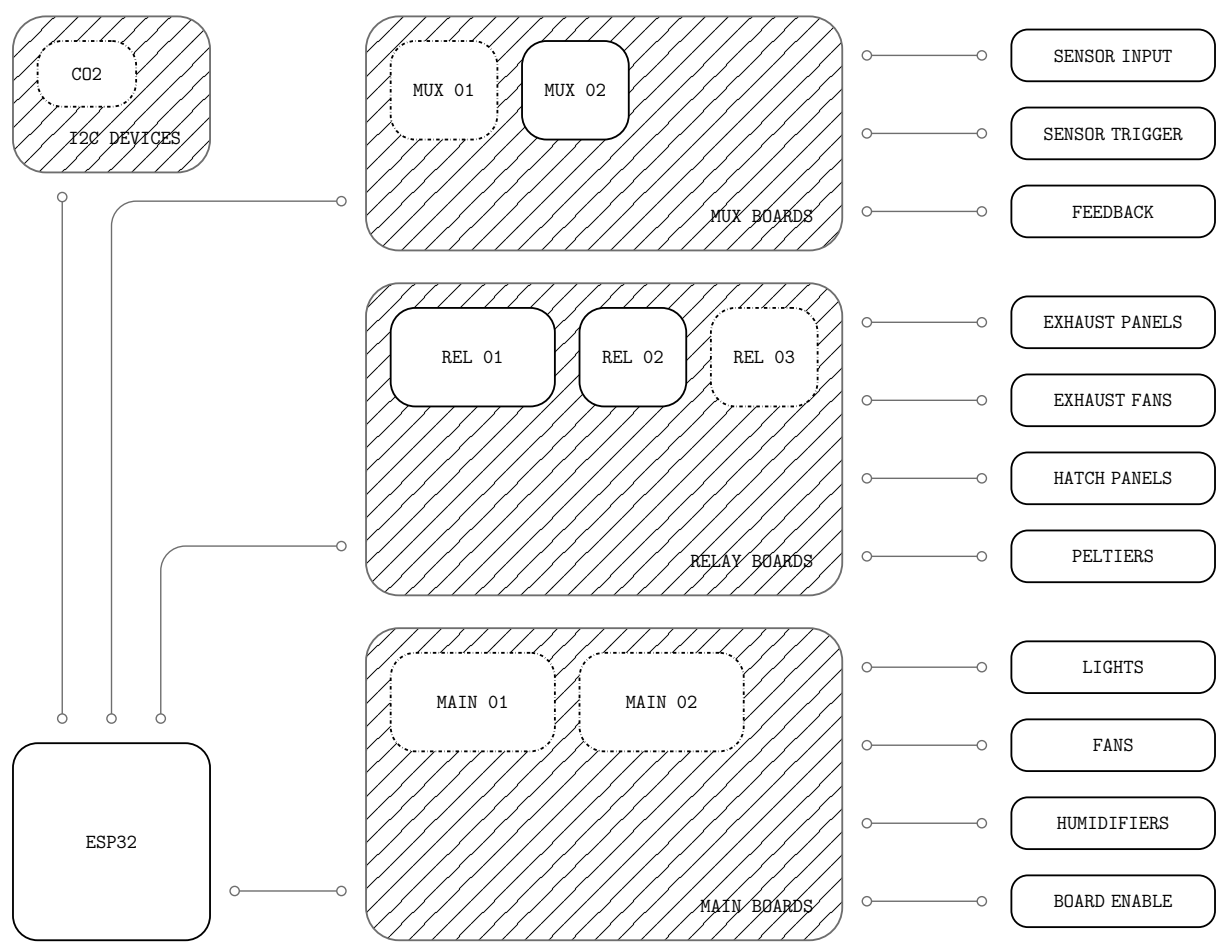 CO2
I2C DEVICES
MUX 01
MUX 02
MUX BOARDS
SENSOR INPUT
SENSOR TRIGGER
FEEDBACK
REL 01
REL 02
REL 03
RELAY BOARDS
EXHAUST PANELS
EXHAUST FANS
HATCH PANELS
PELTIERS
ESP32
MAIN 01
MAIN 02
MAIN BOARDS
LIGHTS
FANS
HUMIDIFIERS
BOARD ENABLE